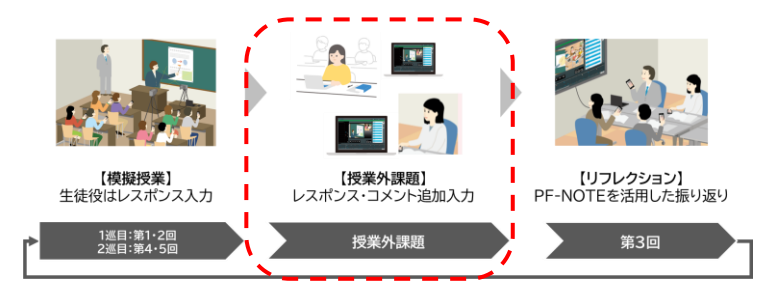 【模擬授業】
生徒役はレスポンス入力
【授業外課題】
レスポンス・コメント追加入力
【リフレクション】
PF-NOTEを活用した振り返り
1巡目:第1・2回
2巡目:第4・5回
授業外課題
第3回